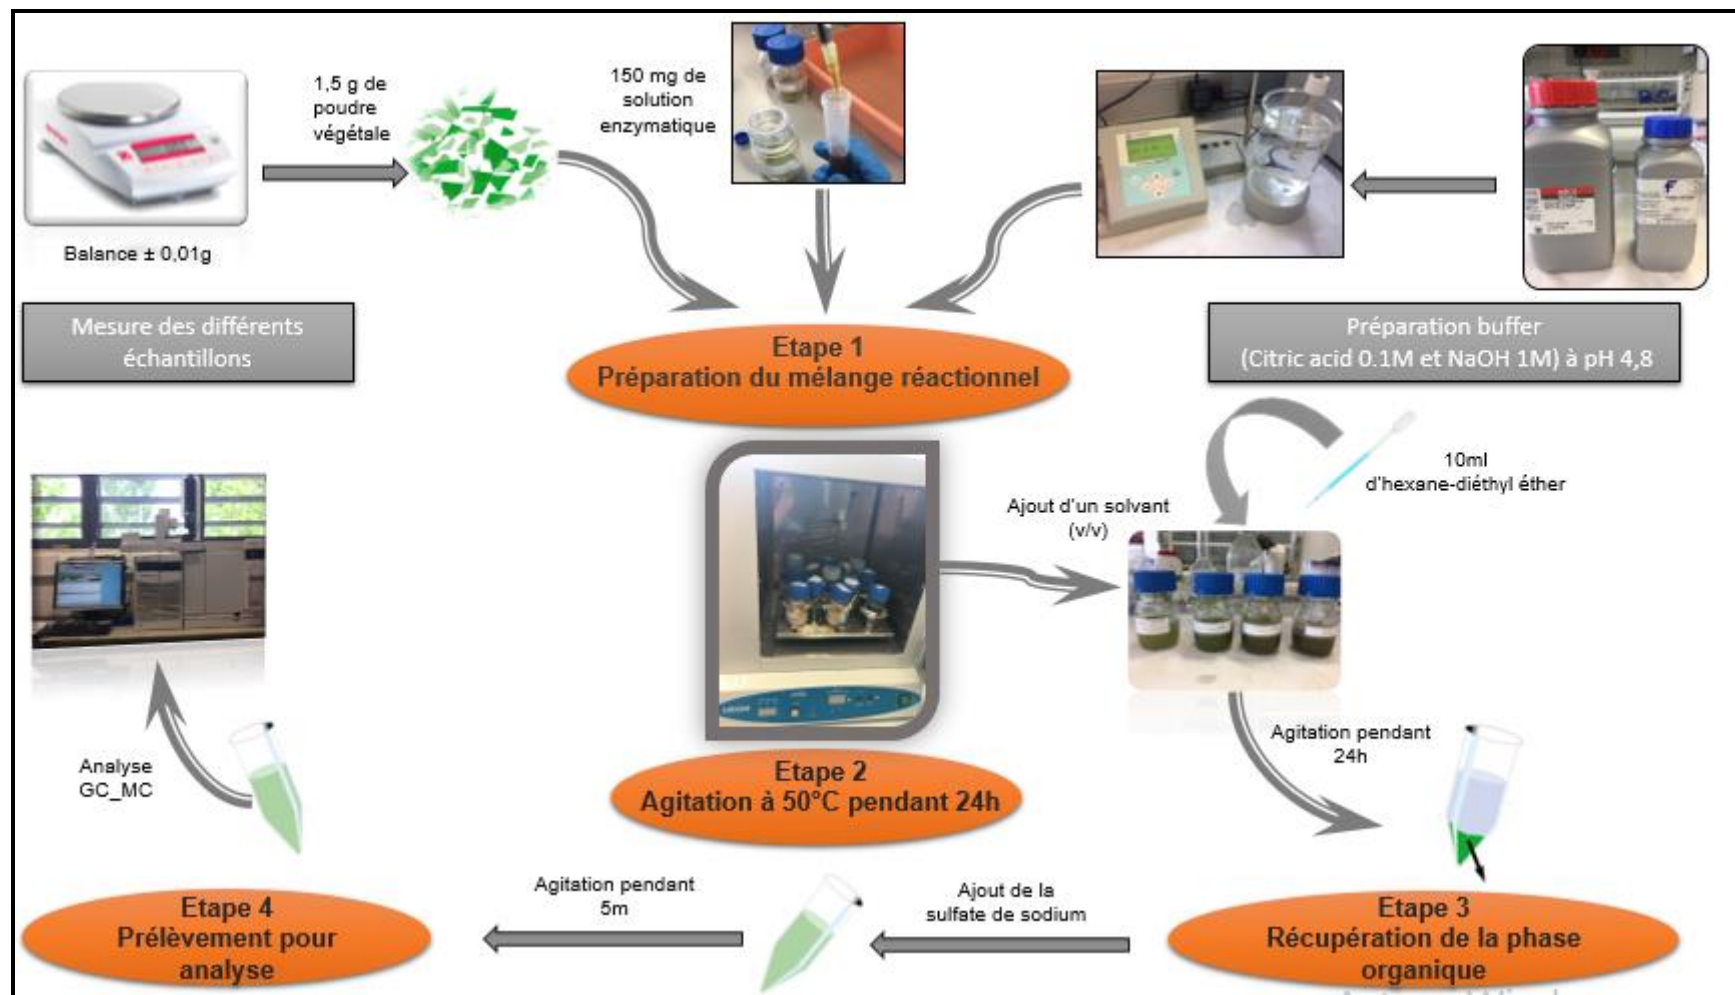 1,5 g de
poudre
végétale
150 mg de
solution
enzymatique
Balance ± 0,01g
Mesure des différents
échantillons
Etape 1
Préparation du mélange réactionnel
Préparation buffer
(Citric acid 0.1M et NaOH 1M) à pH 4,8
10ml
d'hexane-diéthyl éther
Ajout d'un solvant
(v/v)
Etape 2
Agitation à 50°C pendant 24h
Agitation pendant
24h
Etape 3
Récupération de la phase
organique
Ajout de la
sulfate de sodium
Agitation pendant
5m
Etape 4
Prélèvement pour
analyse
Analyse
GC_MC